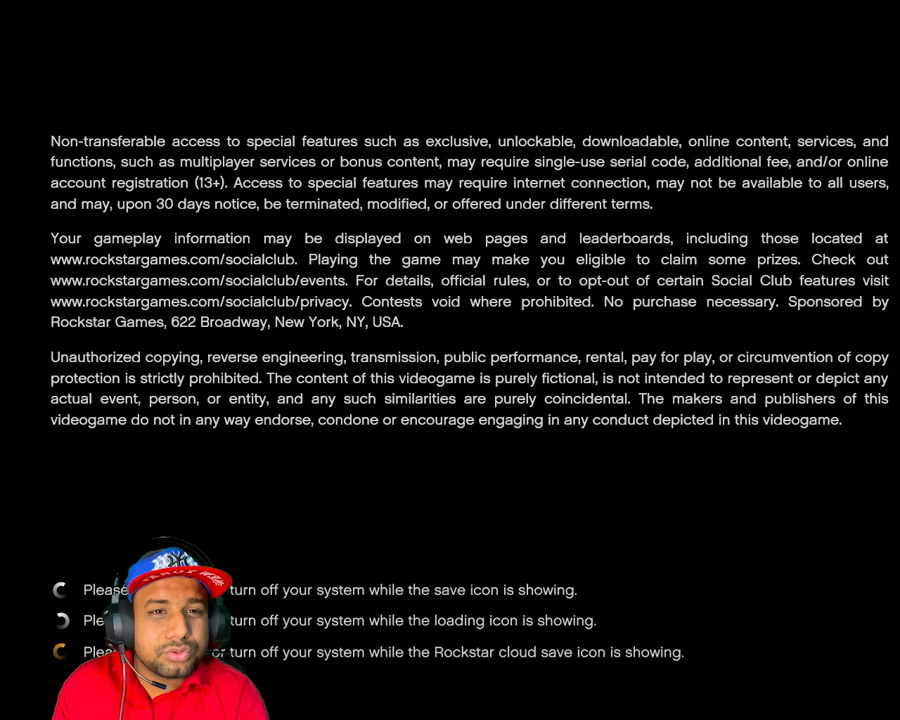 Non-transferable access to special features such as exclusive, unlockable, downloadable, online content, services, and
functions, such as multiplayer services or bonus content, may require single-use serial code, additional fee, and/or online
account registration (13+). Access to special features may require internet connection, may not be available to all users,
and may, upon 30 days notice, be terminated, modified, or offered under different terms.
Your gameplay information may be displayed on web pages and leaderboards, including those located at
www.rockstargames.com/socialclub. Playing the game may make you eligible to claim some prizes. Check out
www.rockstargames.com/socialclub/events. For details, official rules, or to opt-out of certain Social Club features visit
www.rockstargames.com/socialclub/privacy. Contests void where prohibited. No purchase necessary. Sponsored by
Rockstar Games, 622 Broadway, New York, NY, USA.
Unauthorized copying, reverse engineering, transmission, public performance, rental, pay for play, or circumvention of copy
protection is strictly prohibited. The content of this videogame is purely fictional, is not intended to represent or depict any
actual event, person, or entity, and any such similarities are purely coincidental. The makers and publishers of this
videogame do not in any way endorse, condone or encourage engaging in any conduct depicted in this videogame.
turn off your system while the save icon is showing.
turn off your system while the loading icon is showing.
or turn off your system while the Rockstar cloud save icon is showing.